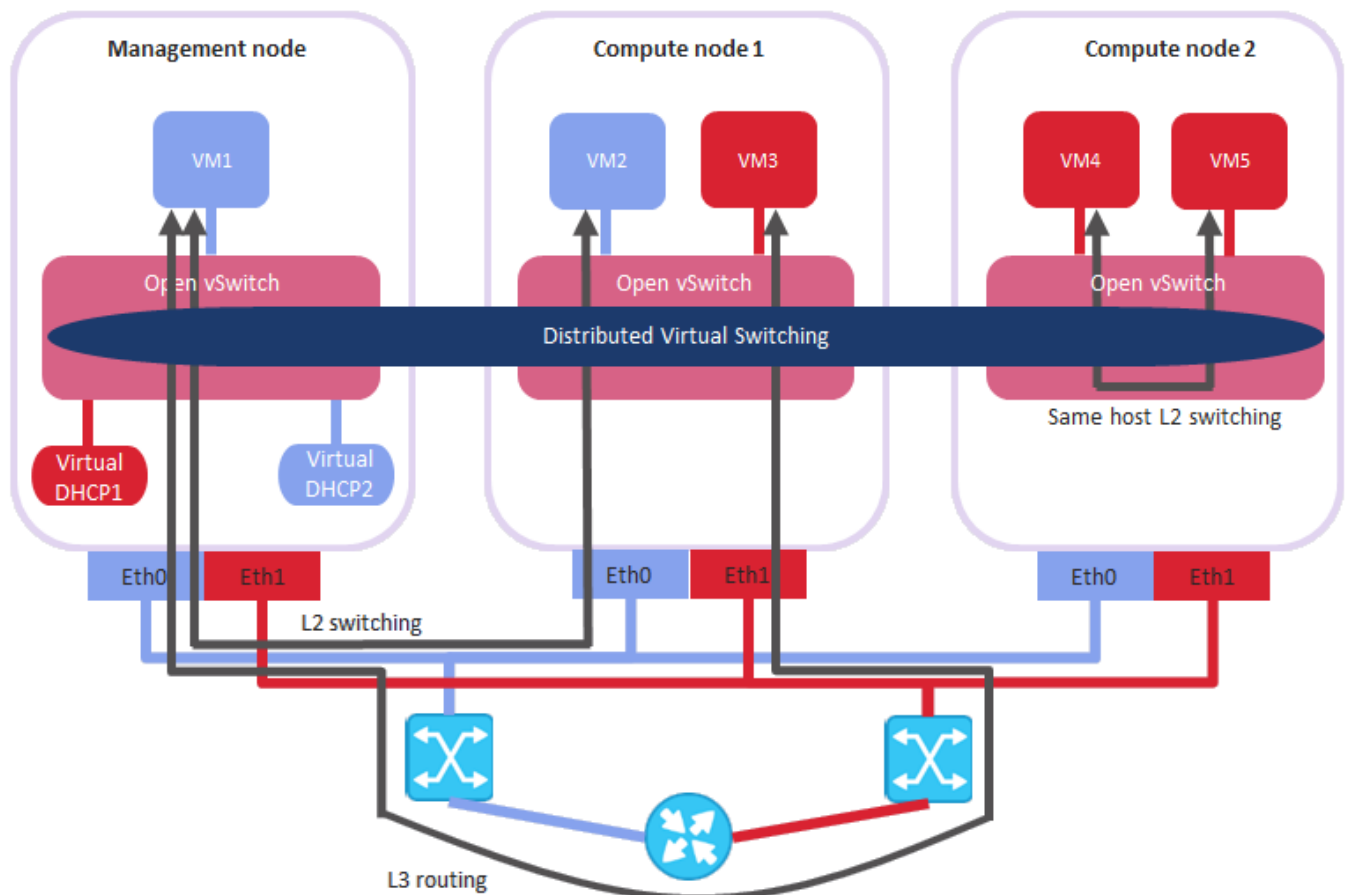 Management node
Compute node 1
Compute node 2
VM1
VM2
VM3
VM4
VM5
Open vSwitch
Open vSwitch
Open vSwitch
Distributed Virtual Switching
Same host L2 switching
Virtual
DHCP1
Virtual
DHCP2
Eth0
Eth1
Eth0
Eth1
Eth0
Eth1
L2 switching
L3 routing